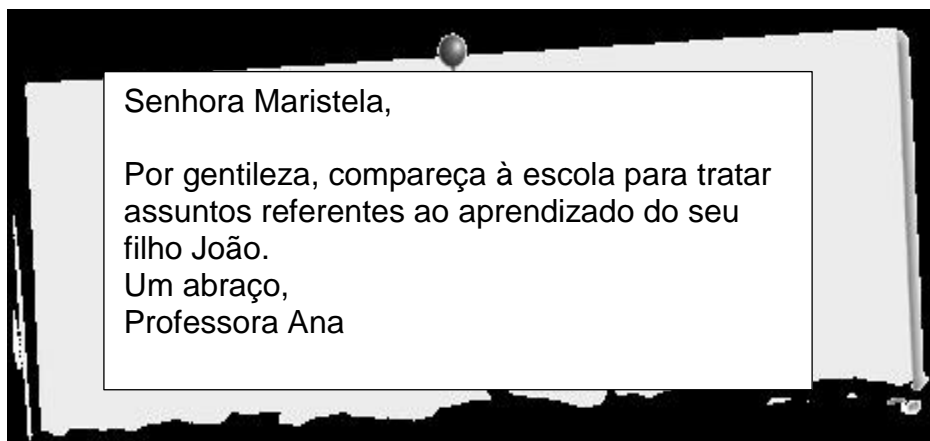 Senhora Maristela,
Por gentileza, compareça à escola para tratar
assuntos referentes ao aprendizado do seu
filho João.
Um abraço,
Professora Ana